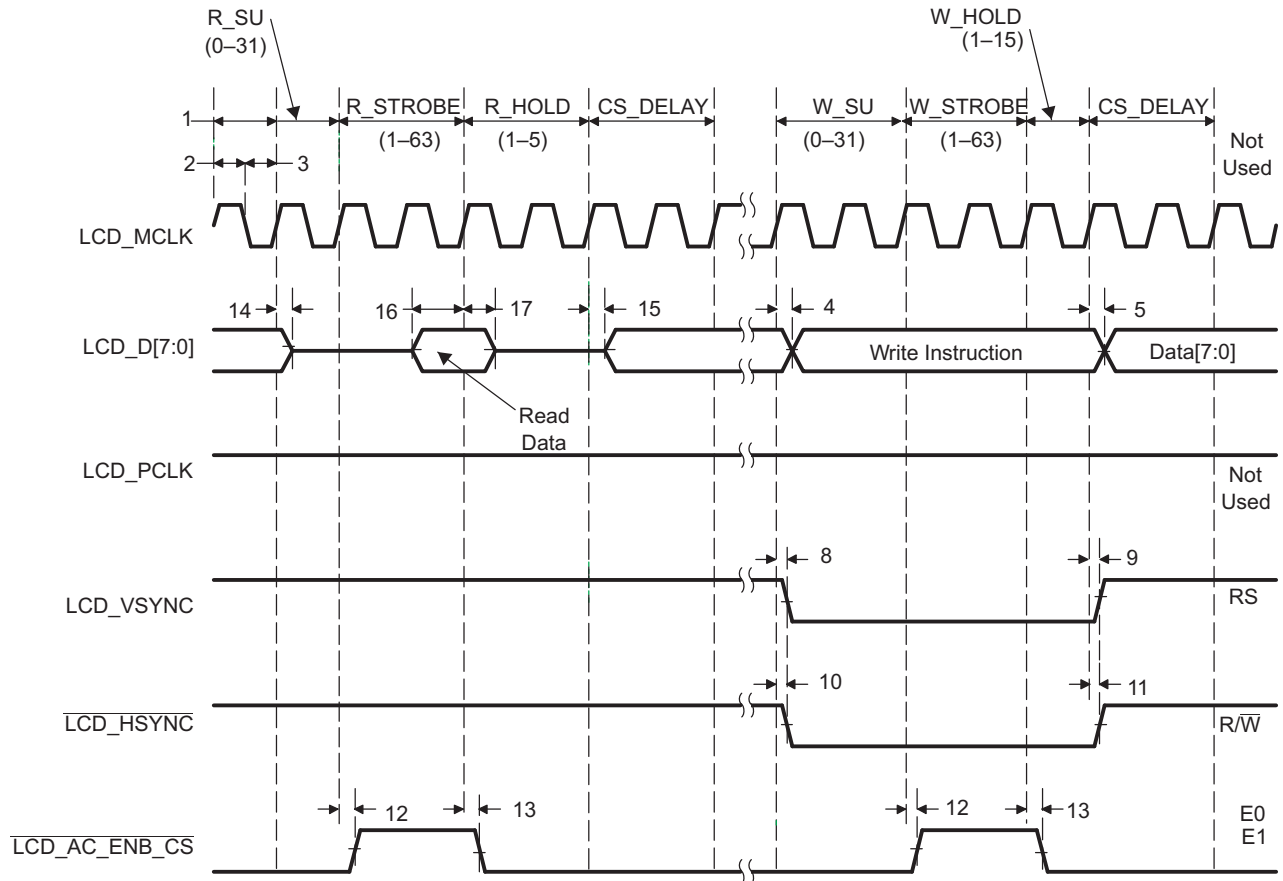 R_SU
(0–31)
W_HOLD
(1–15)
1
R_STROBE
(1–63)
R_HOLD
(1–5)
CS_DELAY
W_SU
(0–31)
W_STROBE
(1–63)
CS_DELAY
Not
Used
2
3
LCD_MCLK
14
16
17
15
4
5
LCD_D[7:0]
Write Instruction
Data[7:0]
Read
Data
LCD_PCLK
Not
Used
8
9
LCD_VSYNC
RS
10
11
LCD_HSYNC
R/W
12
13
12
13
E0
E1
LCD_AC_ENB_CS